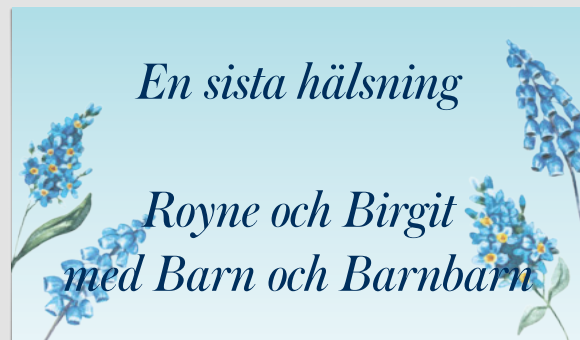 En sista hälsning
Royne och Birgit
med Barn och Barnbarn